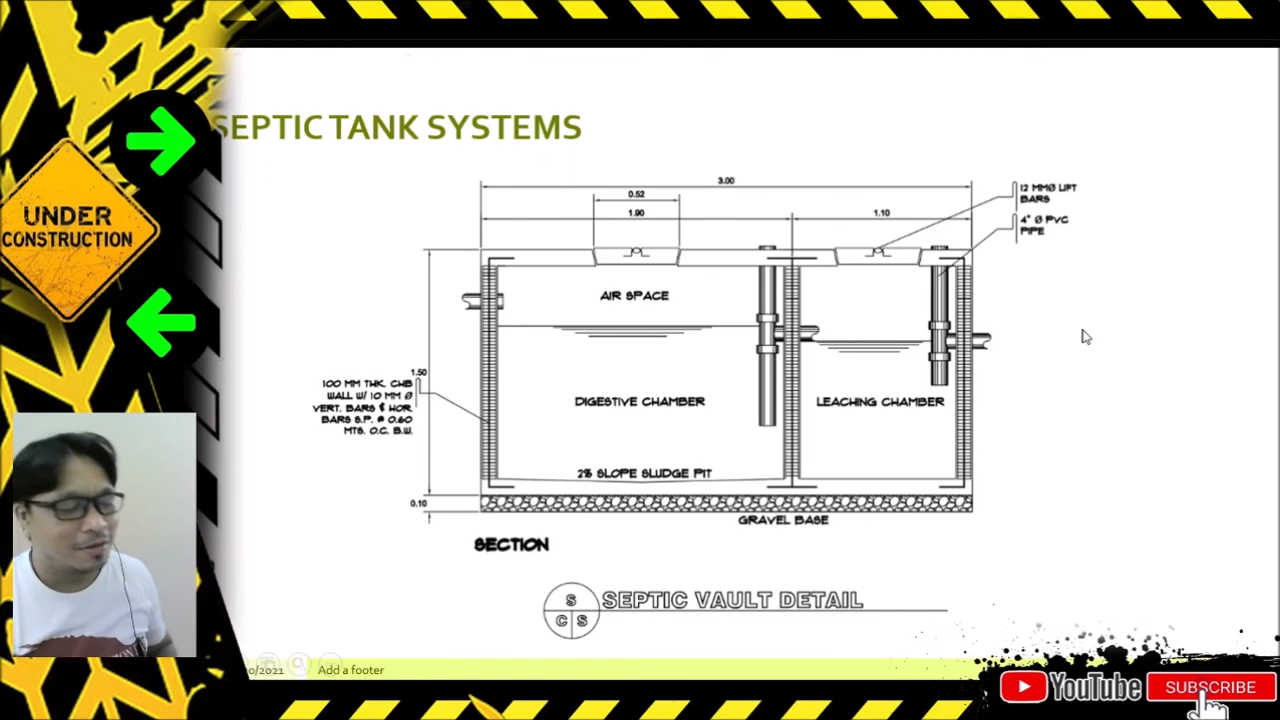 SEPTIC TANK SYSTEMS
UNDER
CONSTRUCTION
3.00
0.52
1.90
1.10
12 MMØ LIFT
BARS
4" Ø PVC
PIPE
AIR SPACE
1.50
100 MM THK. CHB
WALL W/ 10 MM Ø
VERT. BARS & HOR.
BARS S.P. @ 0.60
MTS. O.C. B.W.
DIGESTIVE CHAMBER
LEACHING CHAMBER
2% SLOPE SLUDGE PIT
0.10
GRAVEL BASE
SECTION
S
C S
SEPTIC VAULT DETAIL
0/2021
Add a footer
YouTube
SUBSCRIBE